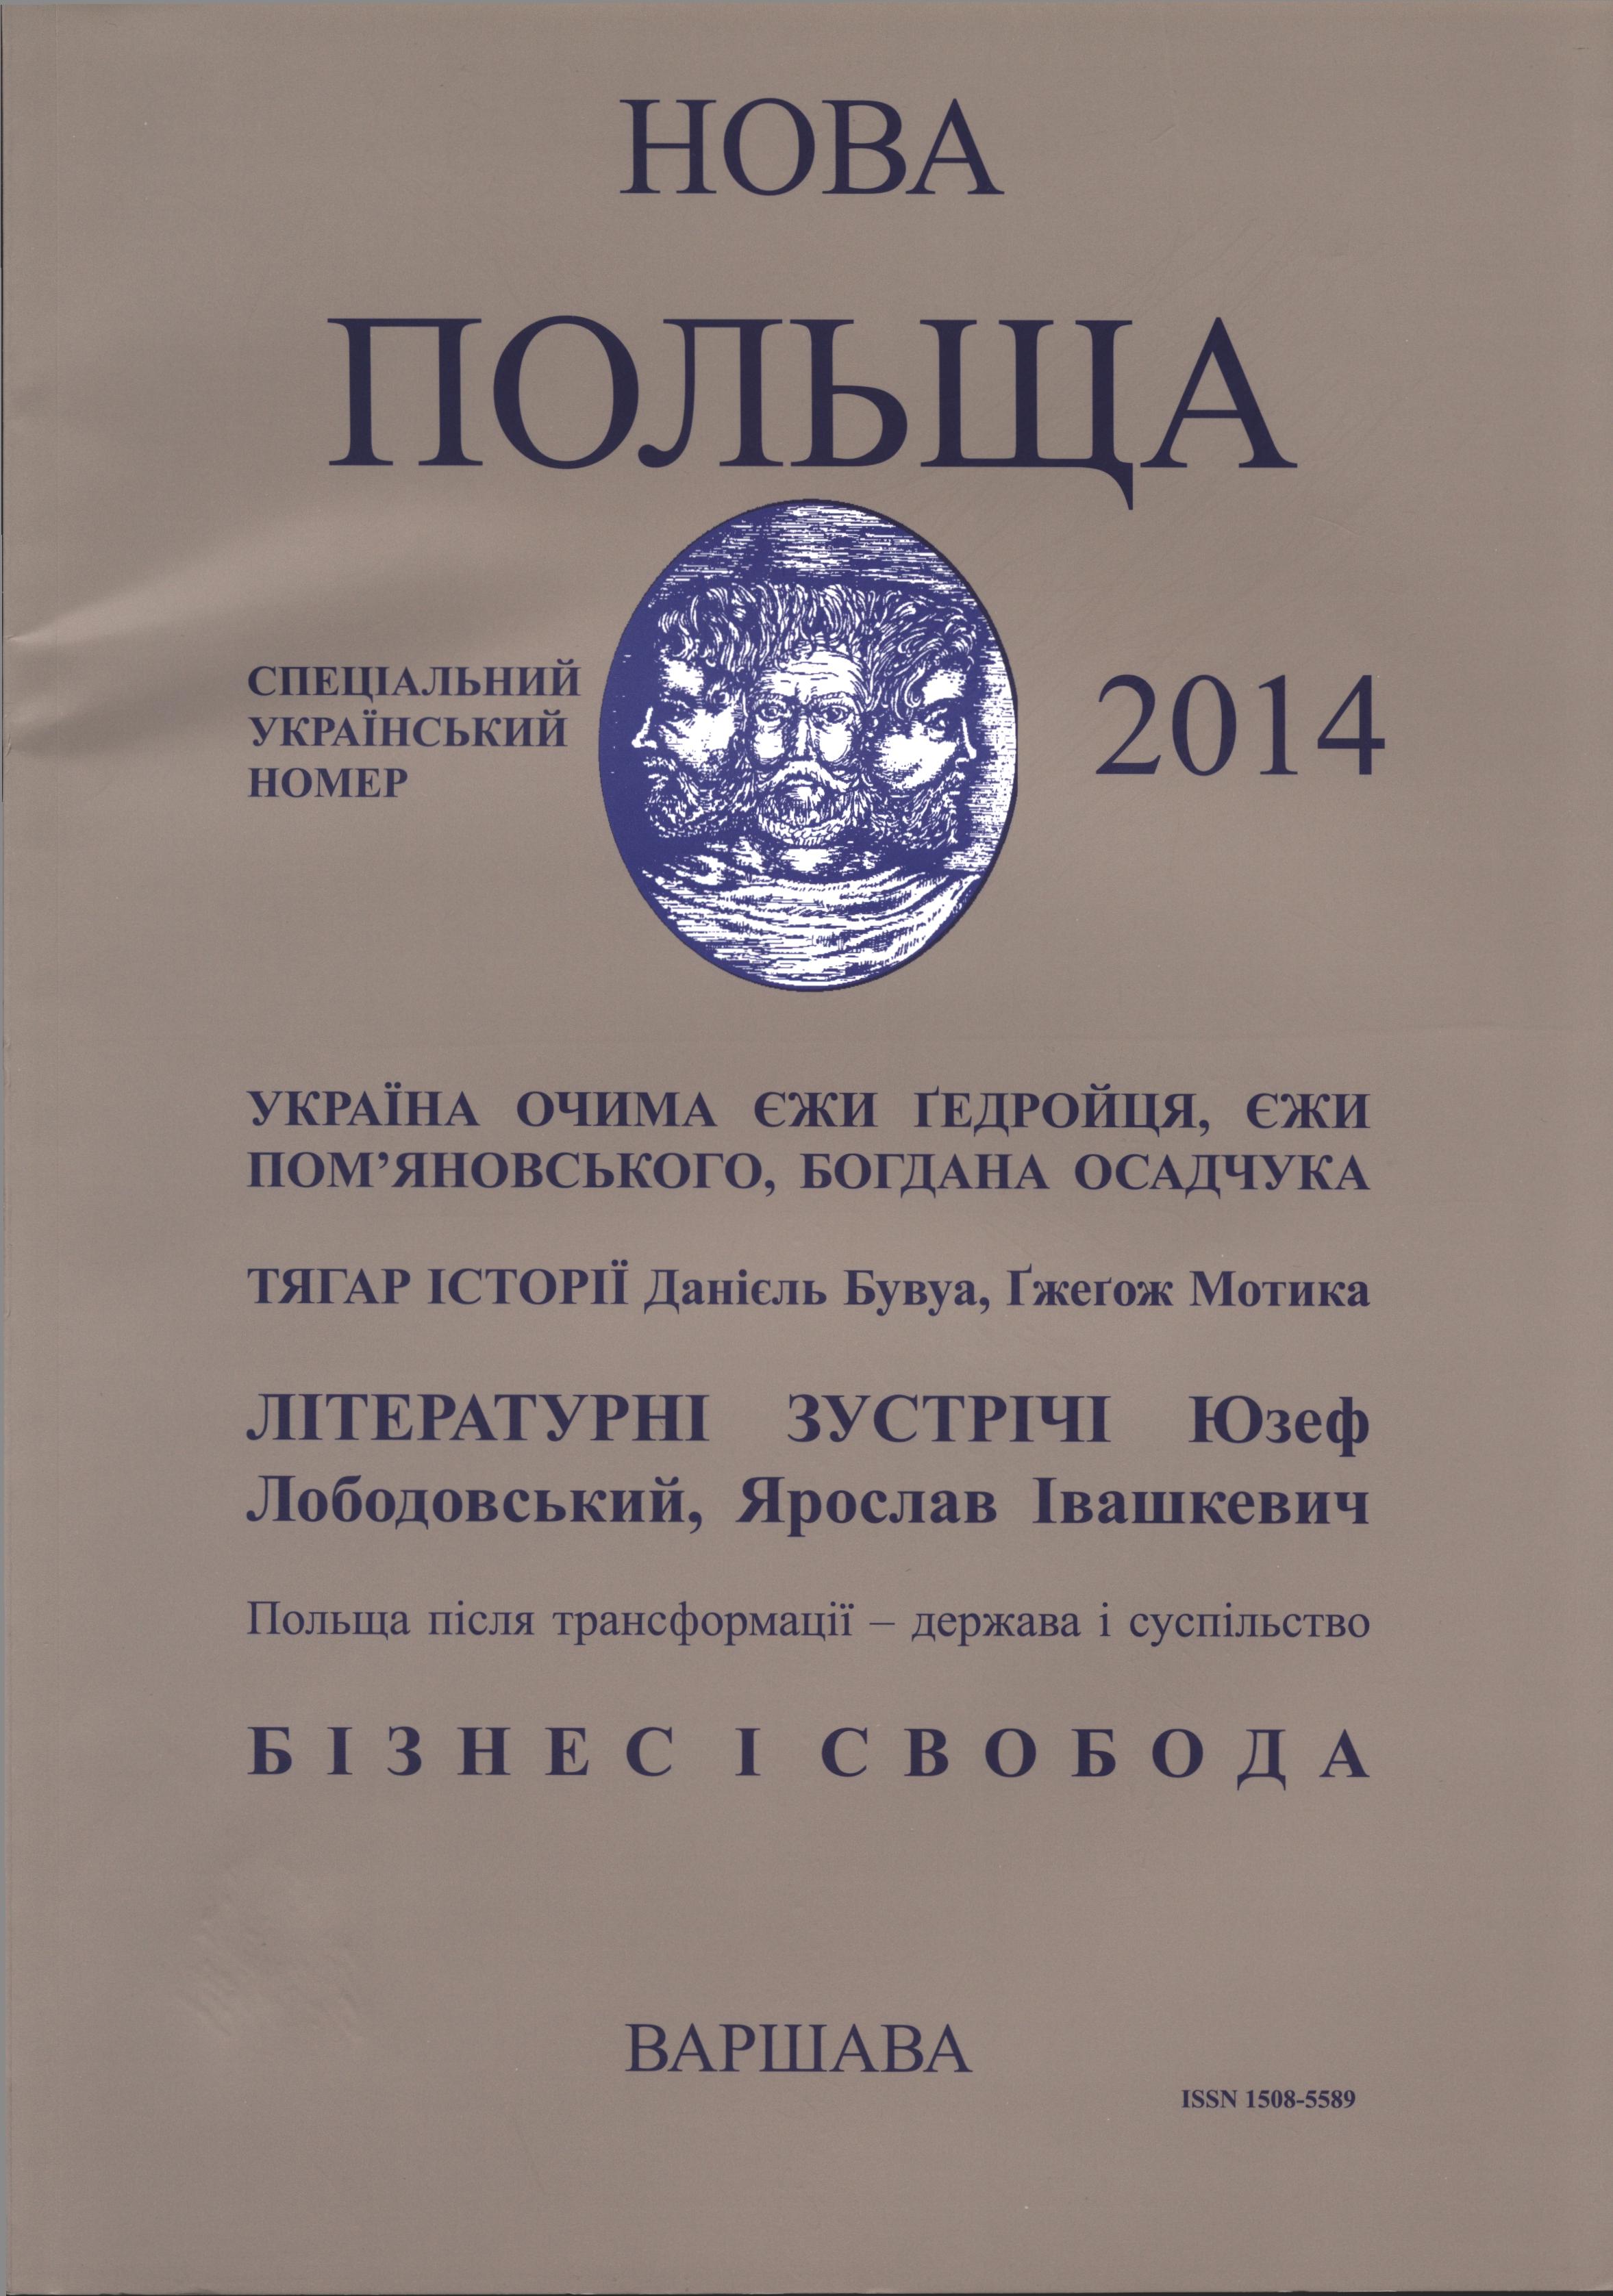 НОВА
ПОЛЬЩА
СПЕЦІАЛЬНИЙ
УКРАЇНСЬКИЙ
НОМЕР
2014
УКРАЇНА ОЧИМА ЄЖИ ҐЕДРОЙЦЯ, ЄЖИ
ПОМ’ЯНОВСЬКОГО, БОГДАНА ОСАДЧУКА
ТЯГАР ІСТОРІЇ Данієль Бувуа, Ґжеґож Мотика
ЛІТЕРАТУРНІ ЗУСТРІЧІ Юзеф
Лободовський, Ярослав Івашкевич
Польща після трансформації – держава і суспільство
БІЗНЕС І СВОБОДА
ВАРШАВА
ISSN 1508-5589